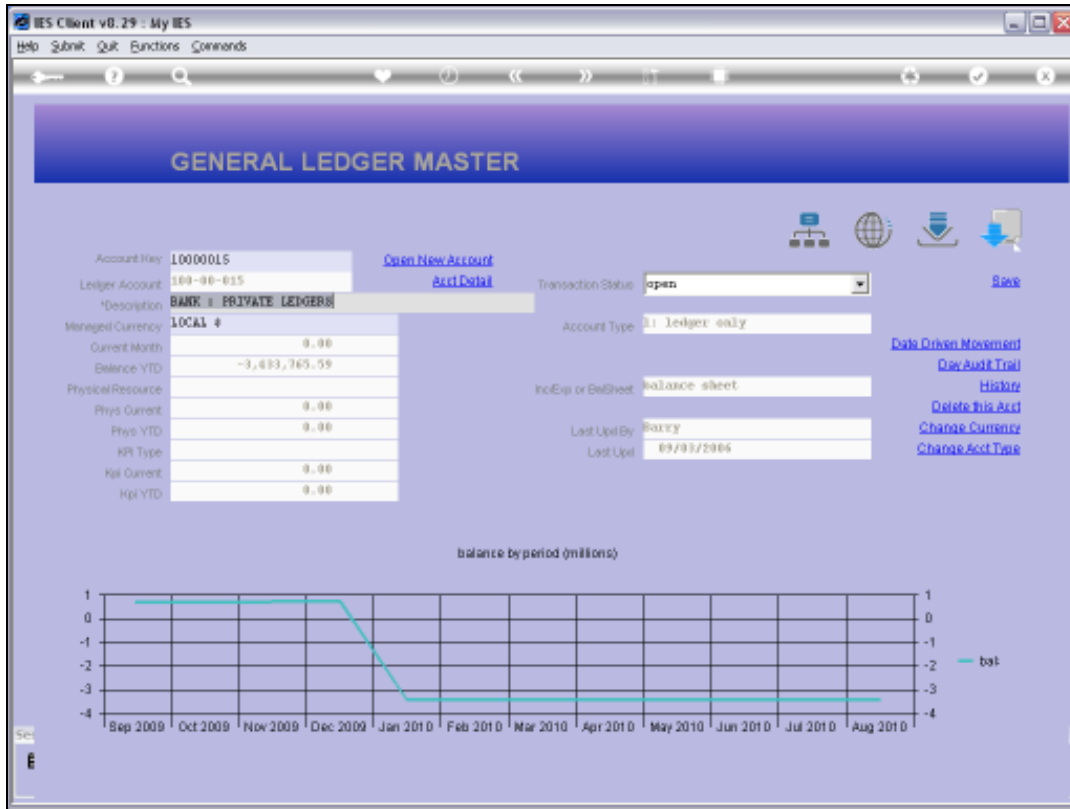 IES Client v8.29 : My IES
Help Submit Quit Functions Commands
GENERAL LEDGER MASTER
Account Key 10000015 Open New Account
Ledger Account 100-00-015 Acct Detail Transaction Status open Save
*Description BANK : PRIVATE LEDGERS
Managed Currency LOCAL # Account Type 1: ledger only
Current Month 0.00 Date Driven Movement
Balance YTD -3,433,765.59 Day Audit Trail
Physical Resource Inc/Exp or BalSheet balance sheet History
Phys Current 0.00 Delete this Acct
Phys YTD 0.00 Last Upd By Barry Change Currency
KPI Type Last Upd 09/03/2006 Change Acct Type
Kpi Current 0.00
Kpi YTD 0.00
balance by period (millions)
1 1
0 0
-1 -1
-2 -2 bal
-3 -3
-4 -4
Sep 2009 Oct 2009 Nov 2009 Dec 2009 Jan 2010 Feb 2010 Mar 2010 Apr 2010 May 2010 Jun 2010 Jul 2010 Aug 2010